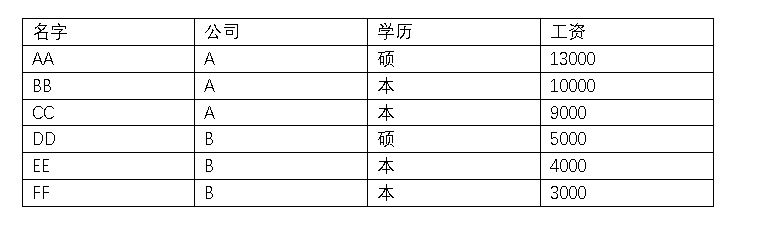 名字 公司 学历 工资
AA A 硕 13000
BB A 本 10000
CC A 本 9000
DD B 硕 5000
EE B 本 4000
FF B 本 3000